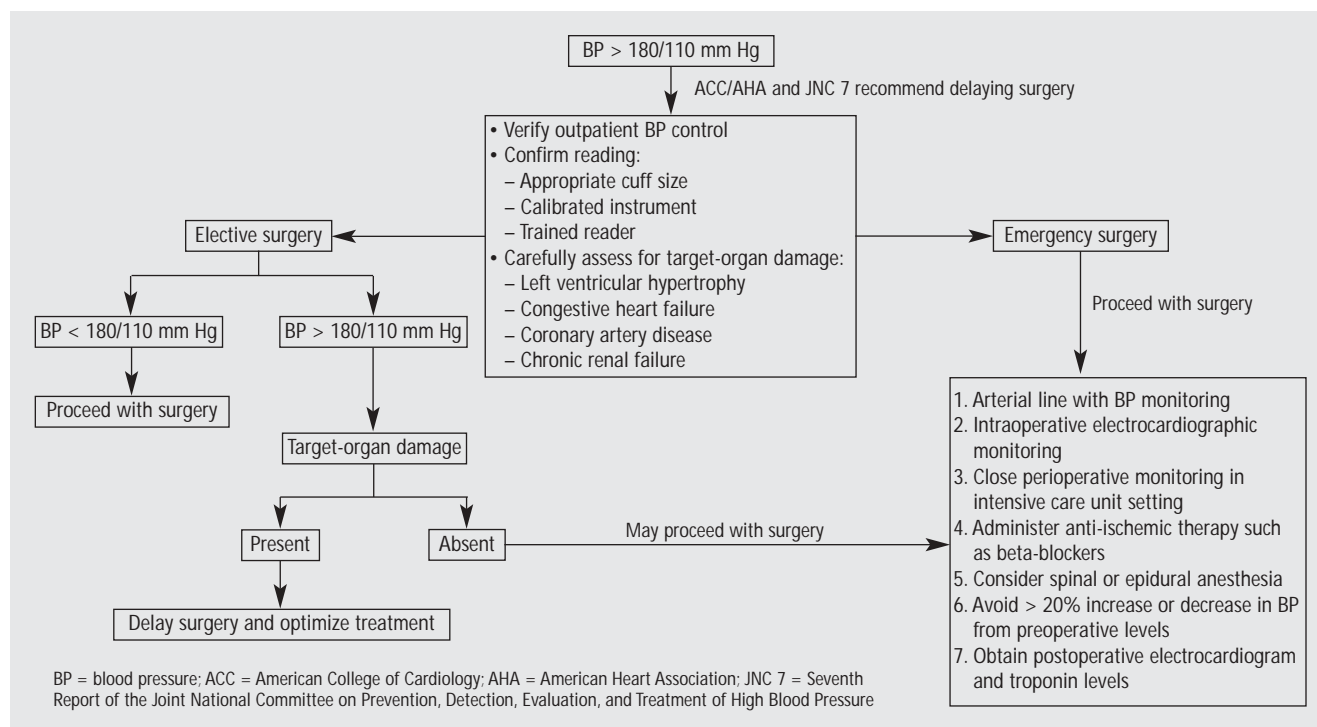 BP > 180/110 mm Hg
ACC/AHA and JNC 7 recommend delaying surgery
• Verify outpatient BP control
• Confirm reading:
– Appropriate cuff size
– Calibrated instrument
– Trained reader
• Carefully assess for target-organ damage:
– Left ventricular hypertrophy
– Congestive heart failure
– Coronary artery disease
– Chronic renal failure
Elective surgery
Emergency surgery
BP < 180/110 mm Hg
BP > 180/110 mm Hg
Proceed with surgery
Proceed with surgery
Target-organ damage
Present
Absent
May proceed with surgery
Delay surgery and optimize treatment
1. Arterial line with BP monitoring
2. Intraoperative electrocardiographic
monitoring
3. Close perioperative monitoring in
intensive care unit setting
4. Administer anti-ischemic therapy such
as beta-blockers
5. Consider spinal or epidural anesthesia
6. Avoid > 20% increase or decrease in BP
from preoperative levels
7. Obtain postoperative electrocardiogram
and troponin levels
BP = blood pressure; ACC = American College of Cardiology; AHA = American Heart Association; JNC 7 = Seventh
Report of the Joint National Committee on Prevention, Detection, Evaluation, and Treatment of High Blood Pressure